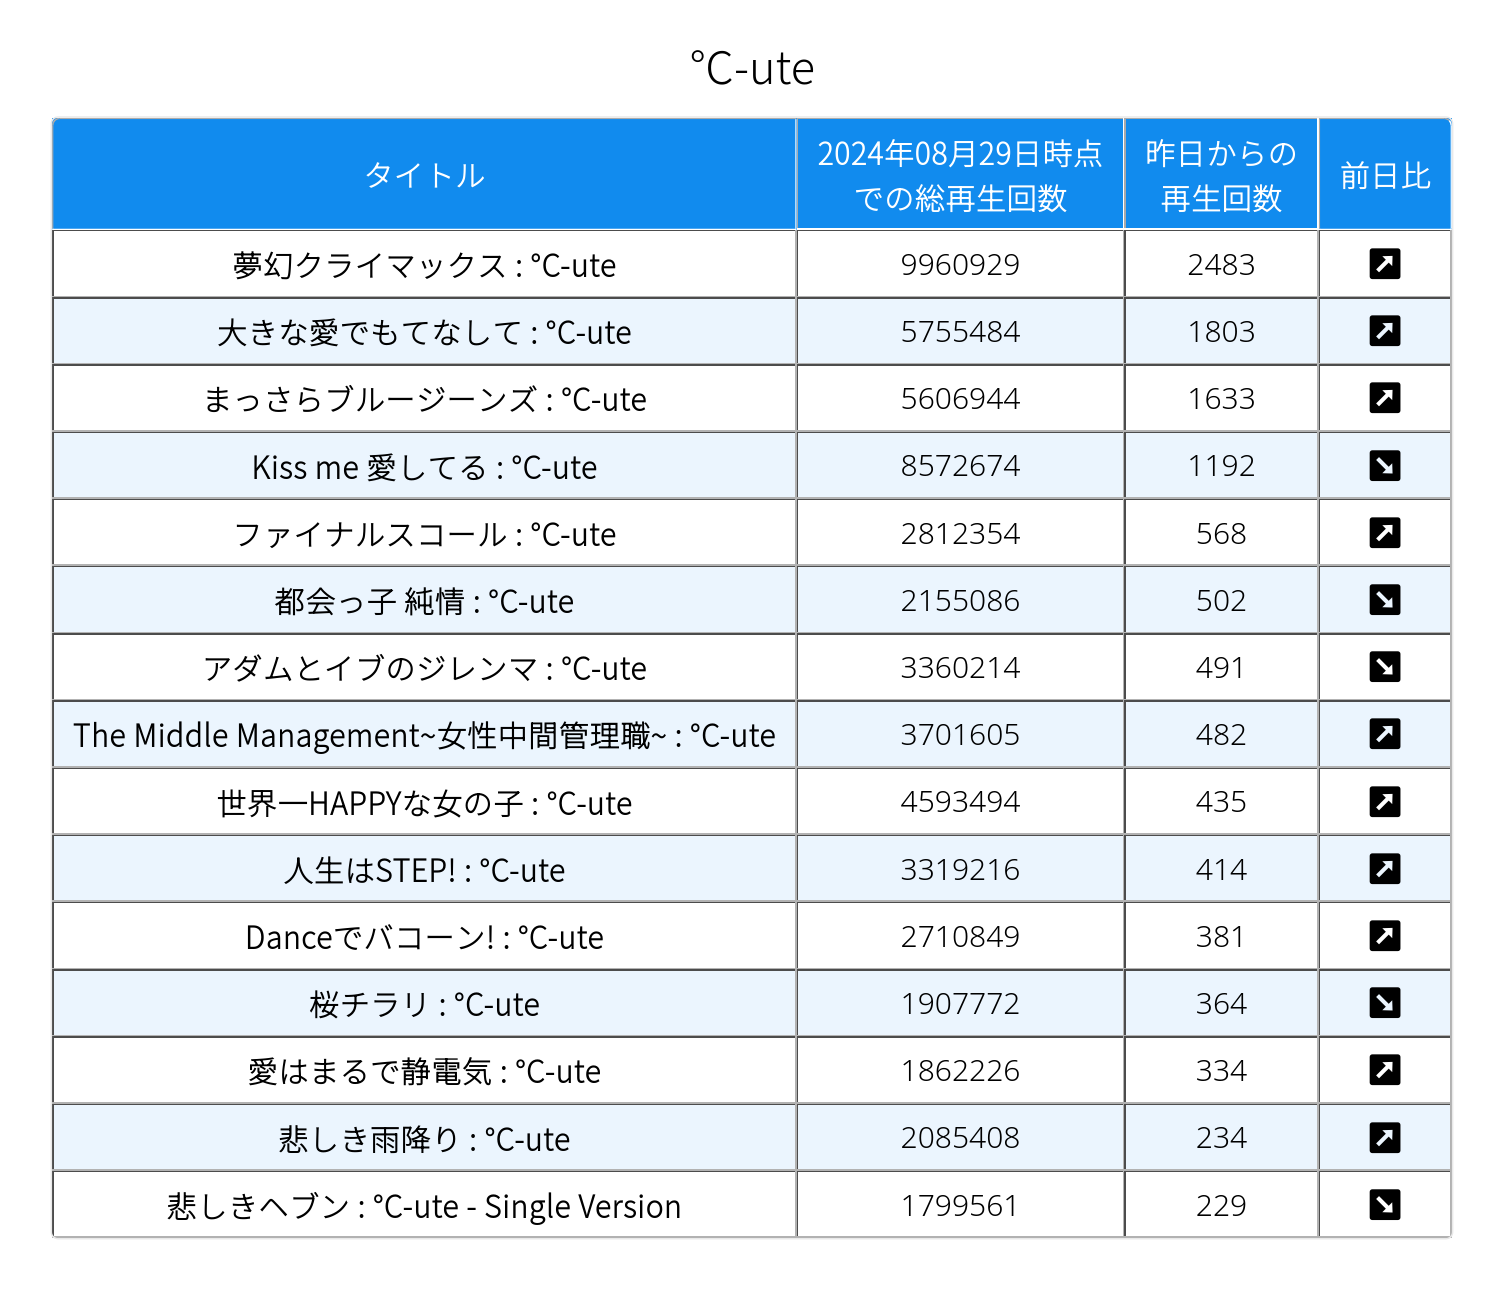 ℃-ute
タイトル 2024年08月29日時点での総再生回数 昨日からの再生回数 前日比
夢幻クライマックス : ℃-ute 9960929 2483 ↗
大きな愛でもてなして : ℃-ute 5755484 1803 ↗
まっさらブルージーンズ : ℃-ute 5606944 1633 ↗
Kiss me 愛してる : ℃-ute 8572674 1192 ↘
ファイナルスコール : ℃-ute 2812354 568 ↗
都会っ子 純情 : ℃-ute 2155086 502 ↘
アダムとイブのジレンマ : ℃-ute 3360214 491 ↘
The Middle Management~女性中間管理職~ : ℃-ute 3701605 482 ↗
世界一HAPPYな女の子 : ℃-ute 4593494 435 ↗
人生はSTEP! : ℃-ute 3319216 414 ↗
Danceでバコーン! : ℃-ute 2710849 381 ↗
桜チラリ : ℃-ute 1907772 364 ↘
愛はまるで静電気 : ℃-ute 1862226 334 ↗
悲しき雨降り : ℃-ute 2085408 234 ↗
悲しきヘブン : ℃-ute - Single Version 1799561 229 ↘